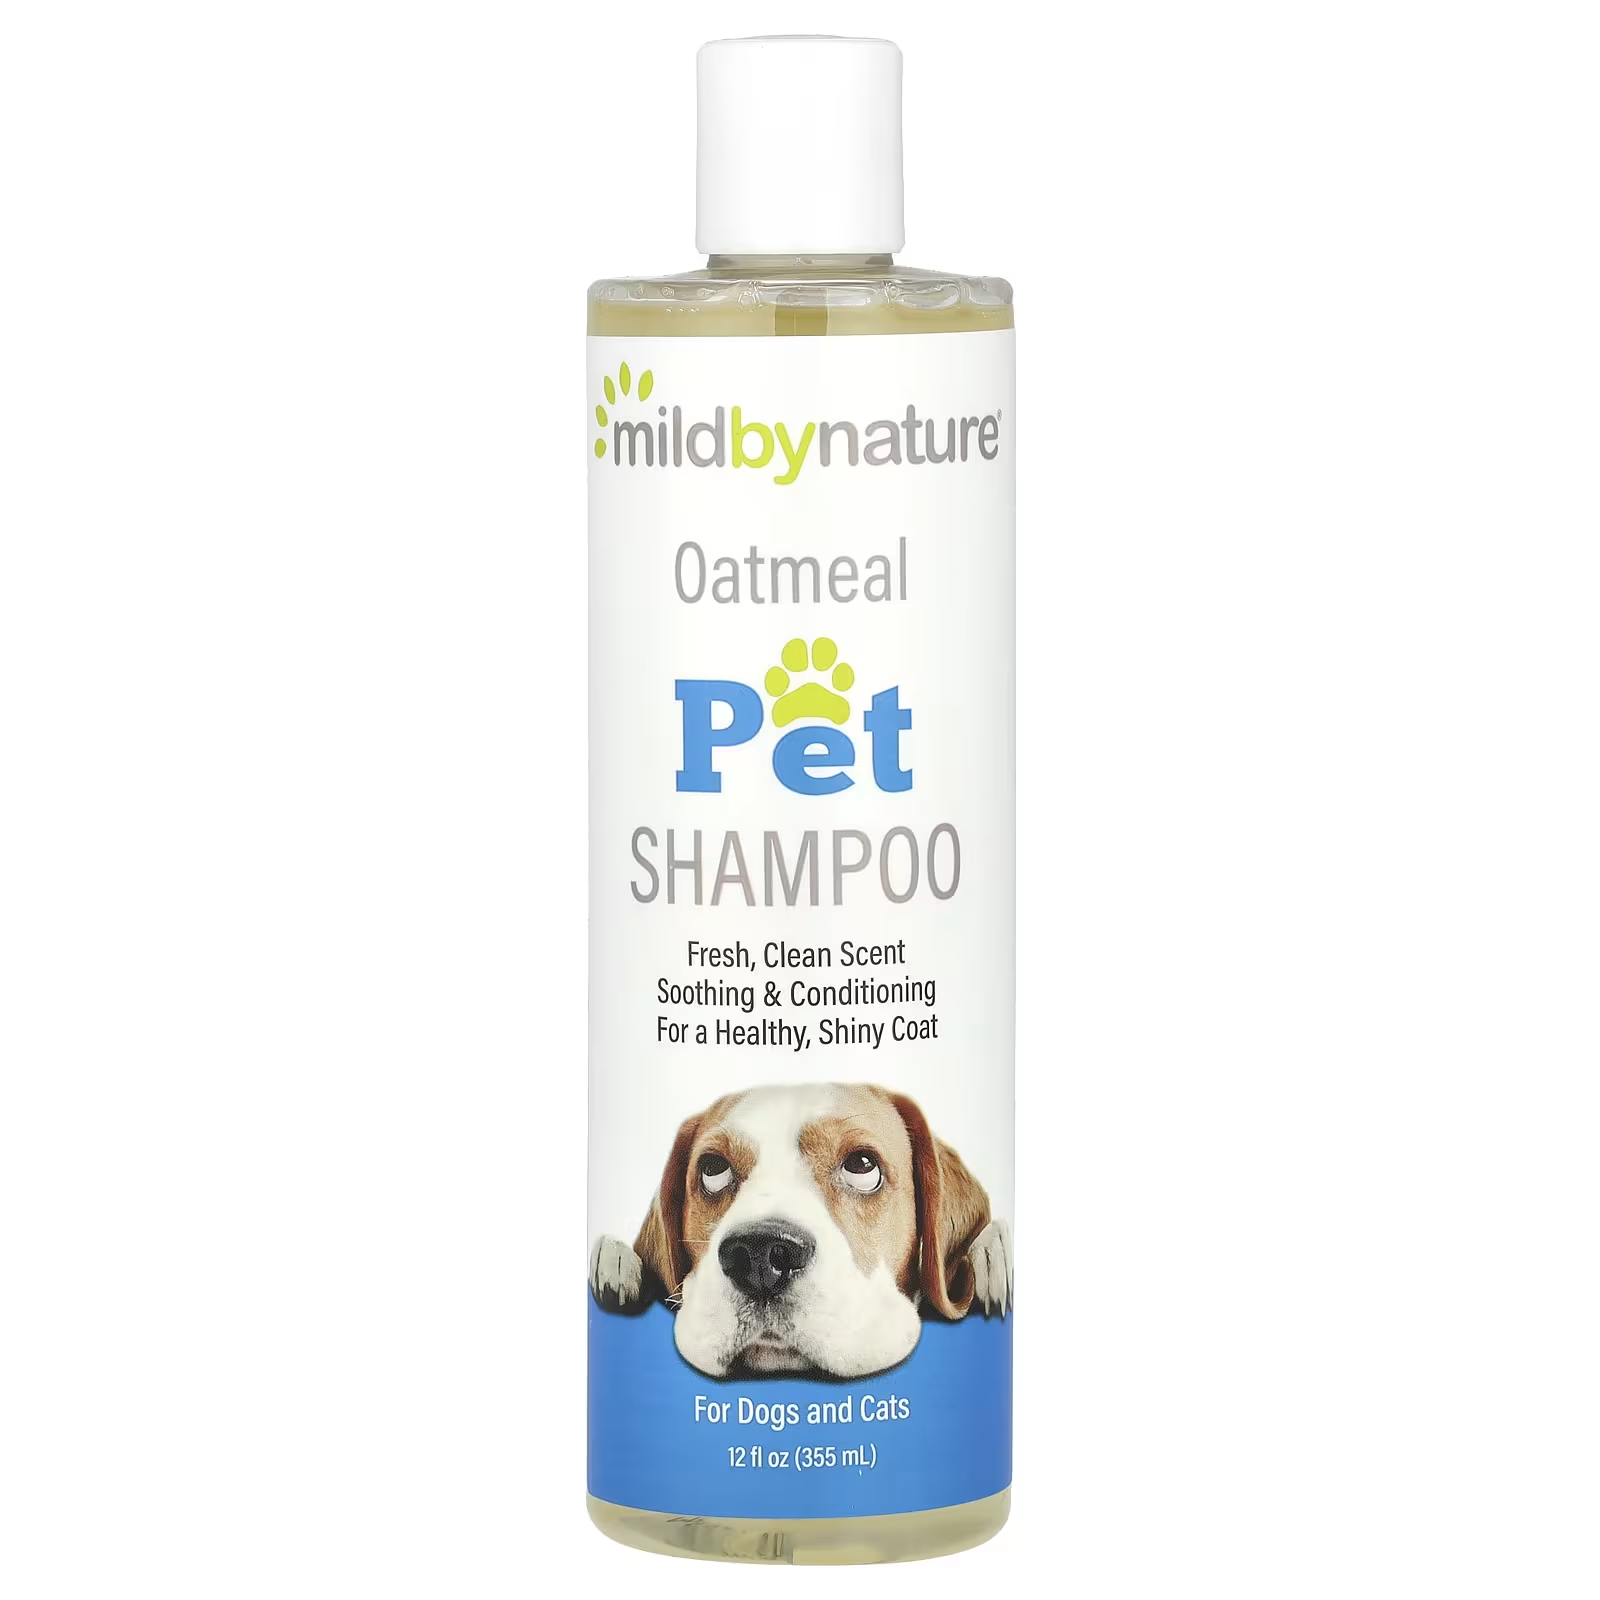 mildbynature®
Oatmeal
Pet
SHAMPOO
Fresh, Clean Scent
Soothing & Conditioning
For a Healthy, Shiny Coat
For Dogs and Cats
12 fl oz (355 mL)